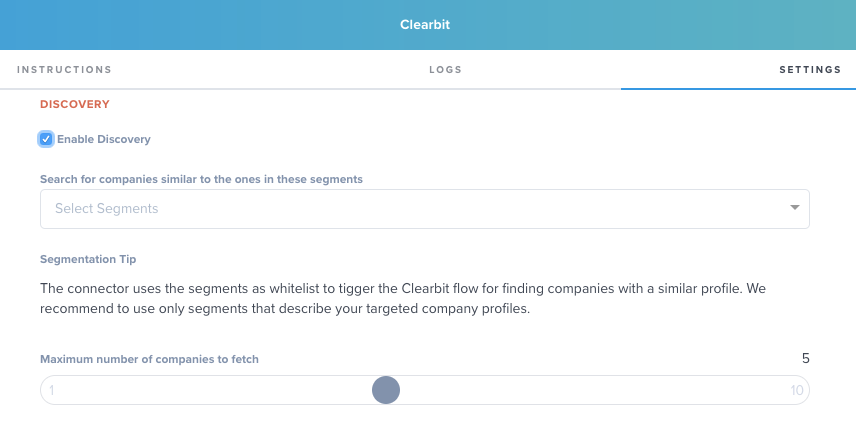 Clearbit
INSTRUCTIONS
LOGS
SETTINGS
DISCOVERY
Enable Discovery
Search for companies similar to the ones in these segments
Select Segments
Segmentation Tip
The connector uses the segments as whitelist to tigger the Clearbit flow for finding companies with a similar profile. We
recommend to use only segments that describe your targeted company profiles.
Maximum number of companies to fetch
5
1
10